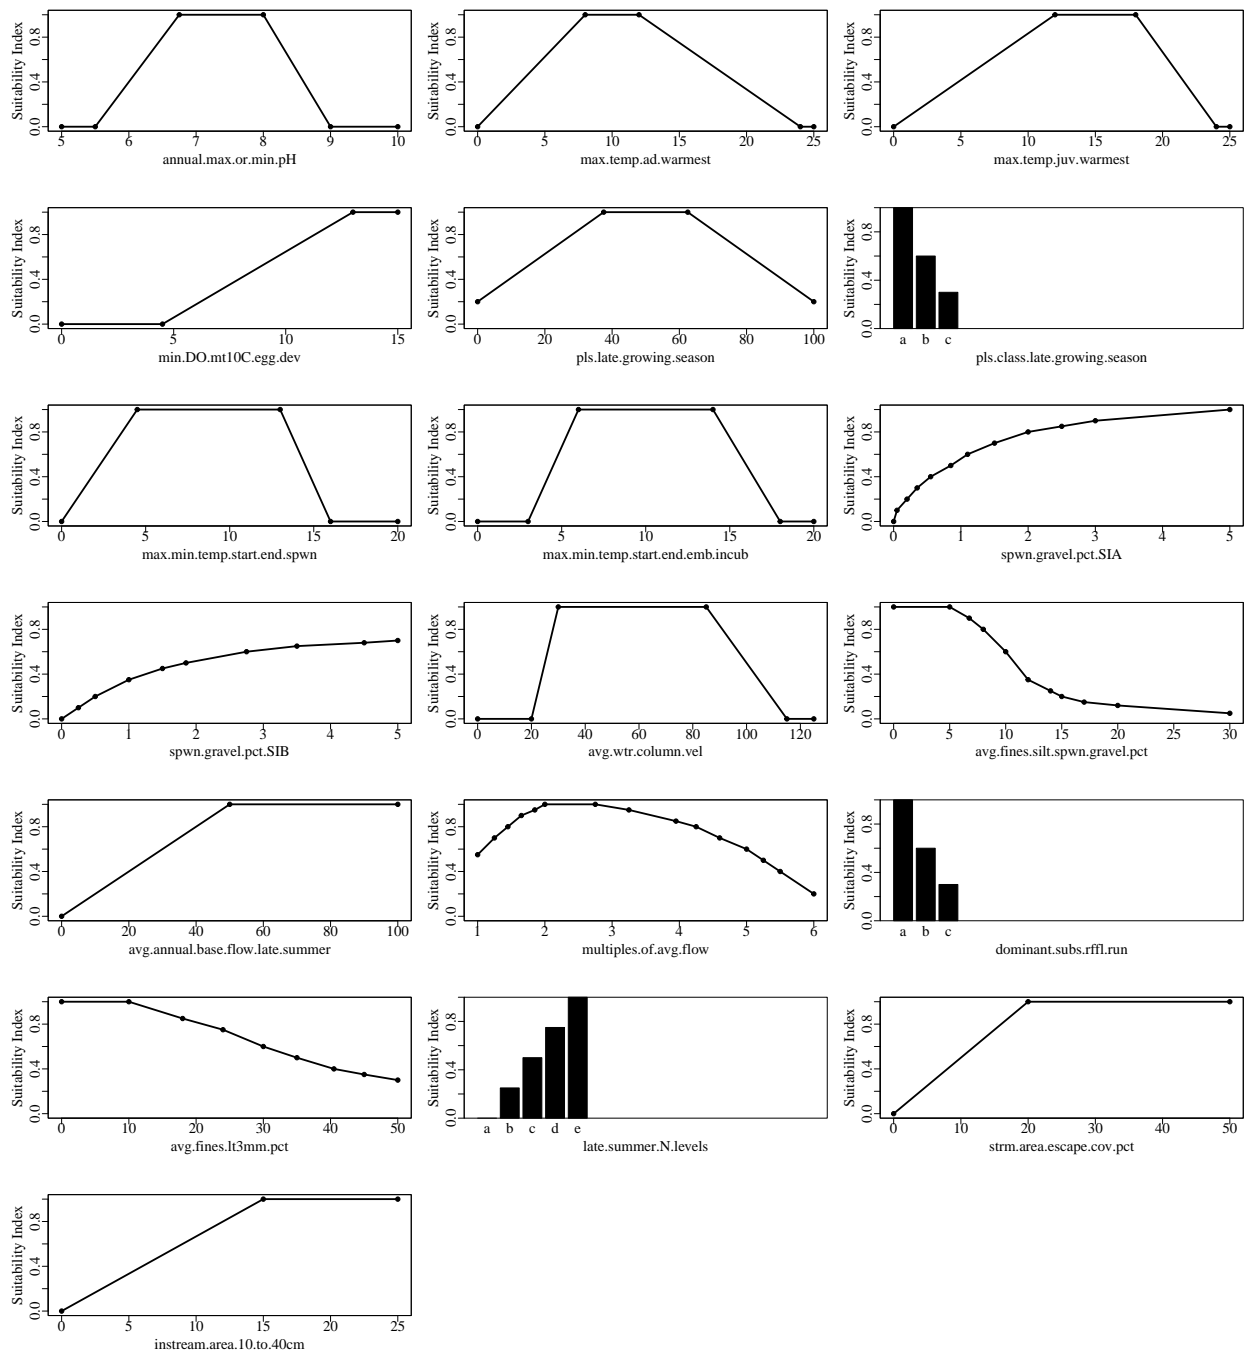 Suitability Index
0.0 0.4 0.8
5 6 7 8 9 10
annual.max.or.min.pH
Suitability Index
0.0 0.4 0.8
0 5 10 15 20 25
max.temp.ad.warmest
Suitability Index
0.0 0.4 0.8
0 5 10 15 20 25
max.temp.juv.warmest
Suitability Index
0.0 0.4 0.8
0 5 10 15
min.DO.mt10C.egg.dev
Suitability Index
0.0 0.4 0.8
0 20 40 60 80 100
pls.late.growing.season
Suitability Index
0.0 0.4 0.8
a b c
pls.class.late.growing.season
Suitability Index
0.0 0.4 0.8
0 5 10 15 20
max.min.temp.start.end.spwn
Suitability Index
0.0 0.4 0.8
0 5 10 15 20
max.min.temp.start.end.emb.incub
Suitability Index
0.0 0.4 0.8
0 1 2 3 4 5
spwn.gravel.pct.SIA
Suitability Index
0.0 0.4 0.8
0 1 2 3 4 5
spwn.gravel.pct.SIB
Suitability Index
0.0 0.4 0.8
0 20 40 60 80 100 120
avg.wtr.column.vel
Suitability Index
0.0 0.4 0.8
0 5 10 15 20 25 30
avg.fines.silt.spwn.gravel.pct
Suitability Index
0.0 0.4 0.8
0 20 40 60 80 100
avg.annual.base.flow.late.summer
Suitability Index
0.0 0.4 0.8
1 2 3 4 5 6
multiples.of.avg.flow
Suitability Index
0.0 0.4 0.8
a b c
dominant.subs.rffl.run
Suitability Index
0.0 0.4 0.8
0 10 20 30 40 50
avg.fines.lt3mm.pct
Suitability Index
0.0 0.4 0.8
a b c d e
late.summer.N.levels
Suitability Index
0.0 0.4 0.8
0 10 20 30 40 50
strm.area.escape.cov.pct
Suitability Index
0.0 0.4 0.8
0 5 10 15 20 25
instream.area.10.to.40cm